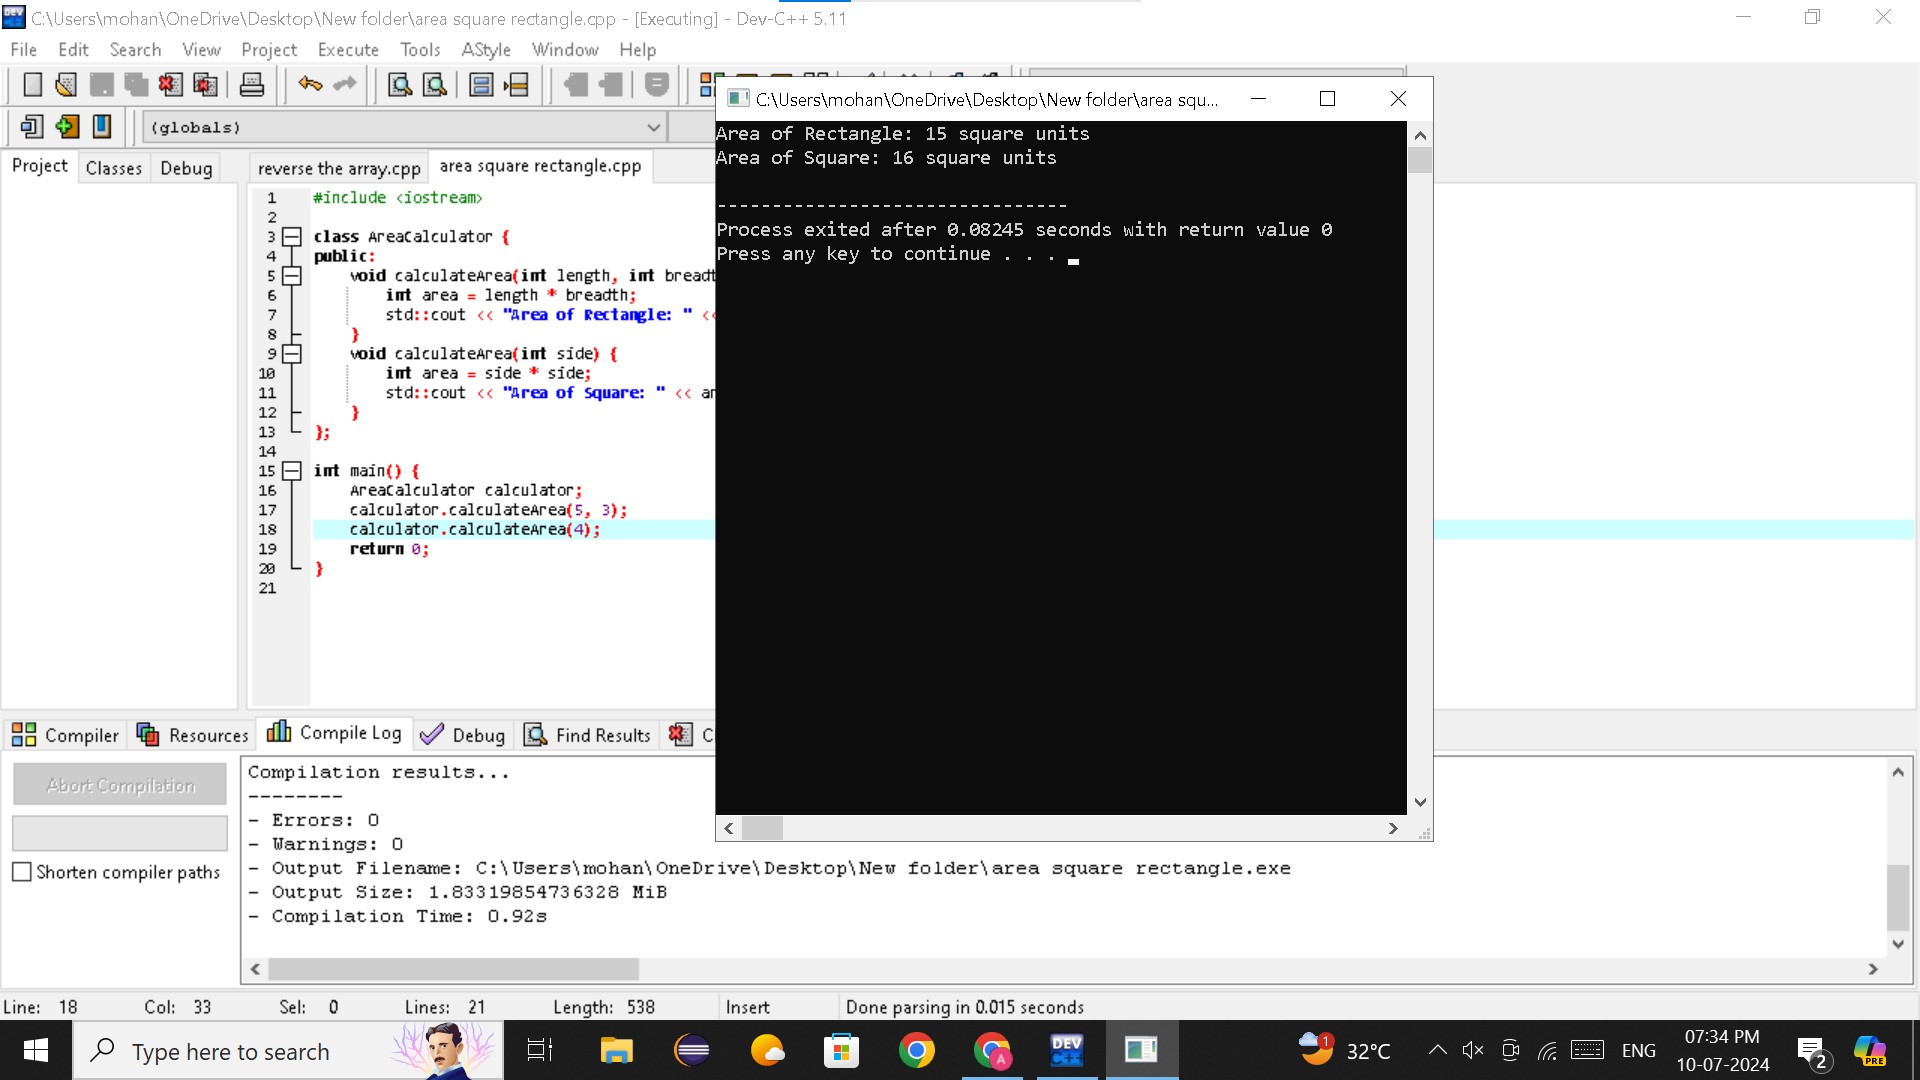 C:\Users\mohan\OneDrive\Desktop\New folder\area square rectangle.cpp - [Executing] - Dev-C++ 5.11
File Edit Search View Project Execute Tools AStyle Window Help
(globals)
Project Classes Debug
reverse the array.cpp area square rectangle.cpp
1 #include <iostream>
2
3 class AreaCalculator {
4 public:
5 void calculateArea(int length, int breadt
6 int area = length * breadth;
7 std::cout << "Area of Rectangle: " <<
8 }
9 void calculateArea(int side) {
10 int area = side * side;
11 std::cout << "Area of Square: " << ar
12 }
13 };
14
15 int main() {
16 AreaCalculator calculator;
17 calculator.calculateArea(5, 3);
18 calculator.calculateArea(4);
19 return 0;
20 }
21
C:\Users\mohan\OneDrive\Desktop\New folder\area squ...
Area of Rectangle: 15 square units
Area of Square: 16 square units
--------------------------------
Process exited after 0.08245 seconds with return value 0
Press any key to continue . . .
Compiler Resources Compile Log Debug Find Results C
Abort Compilation
Shorten compiler paths
Compilation results...
--------
- Errors: 0
- Warnings: 0
- Output Filename: C:\Users\mohan\OneDrive\Desktop\New folder\area square rectangle.exe
- Output Size: 1.83319854736328 MiB
- Compilation Time: 0.92s
Line: 18 Col: 33 Sel: 0 Lines: 21 Length: 538 Insert Done parsing in 0.015 seconds
Type here to search
A
DEV C++
1
32°C
ENG
07:34 PM
10-07-2024
2
PRE